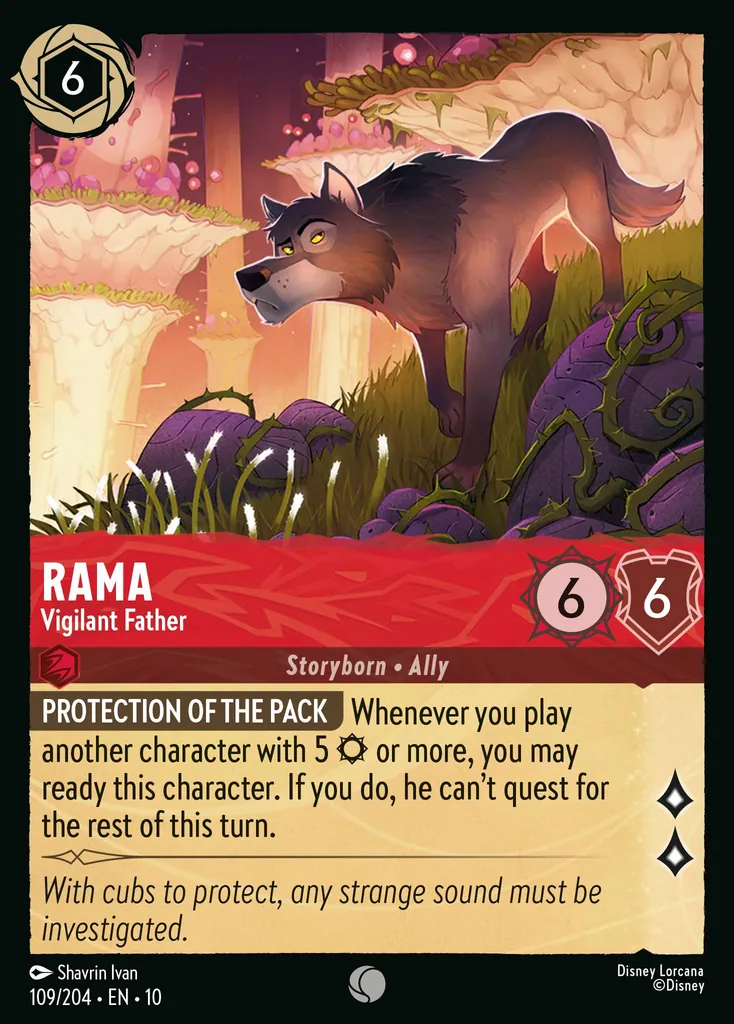 6
RAMA
Vigilant Father
6
6
Storyborn • Ally
PROTECTION OF THE PACK Whenever you play
another character with 5 or more, you may
ready this character. If you do, he can't quest for
the rest of this turn.
With cubs to protect, any strange sound must be
investigated.
Shavrin Ivan
109/204 • EN • 10
Disney Lorcana
©Disney